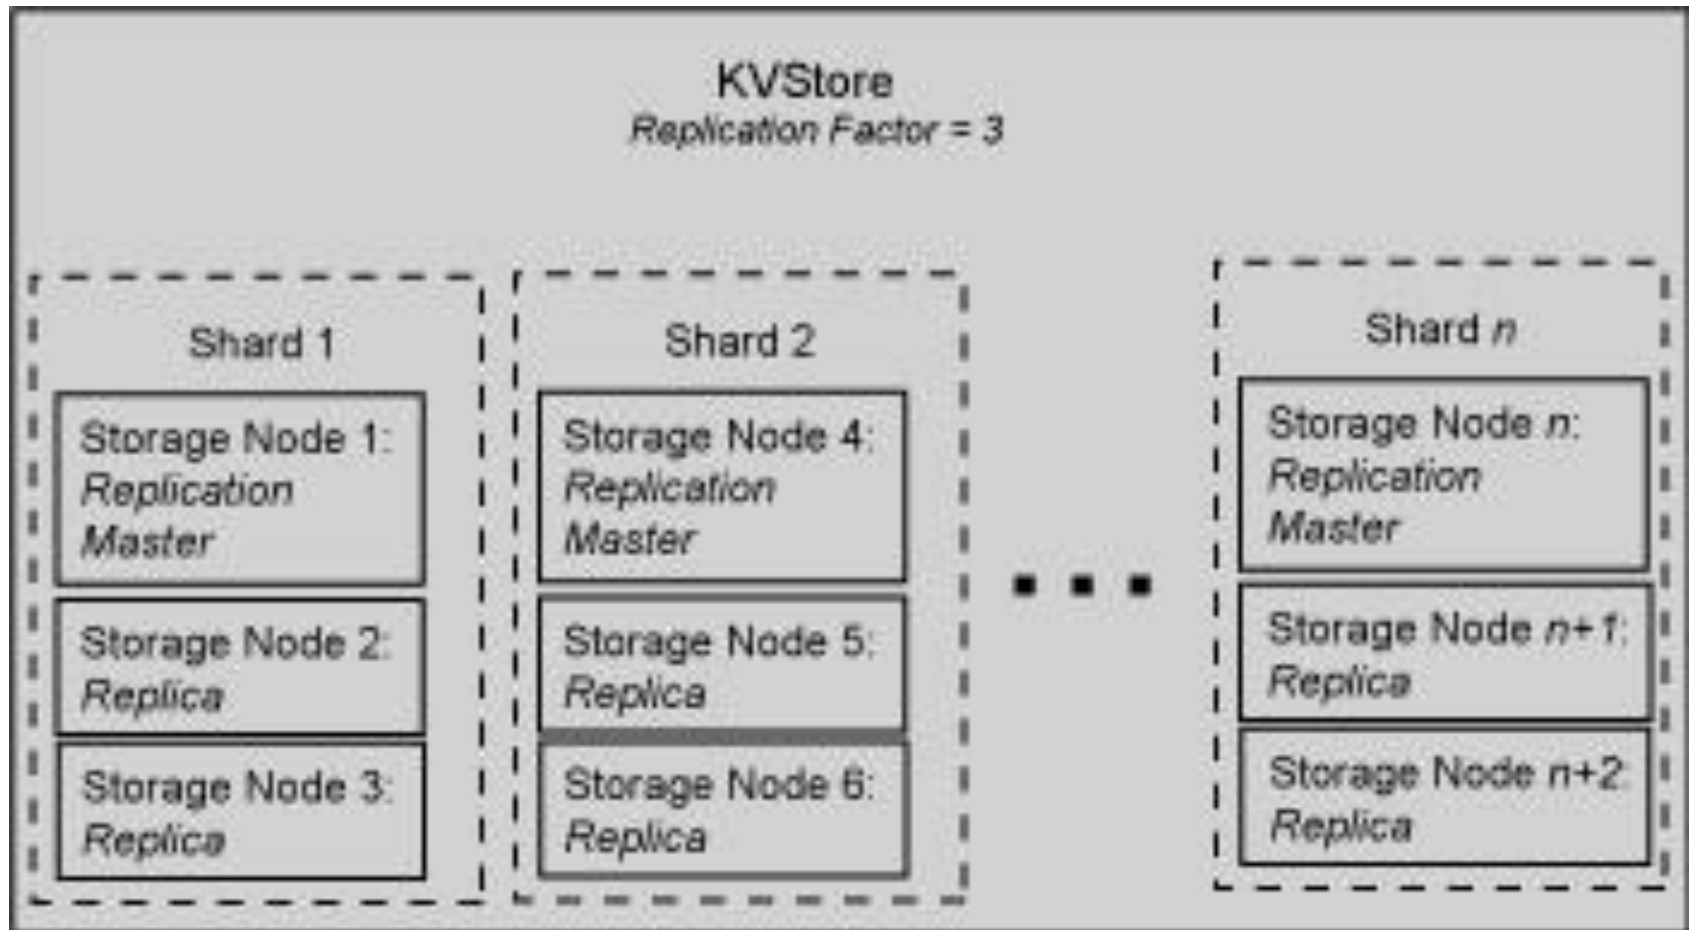 KVStore
Replication Factor = 3
Shard 1
Storage Node 1:
Replication
Master
Storage Node 2:
Replica
Storage Node 3:
Replica
Shard 2
Storage Node 4:
Replication
Master
Storage Node 5:
Replica
Storage Node 6:
Replica
Shard n
Storage Node n:
Replication
Master
Storage Node n+1:
Replica
Storage Node n+2:
Replica